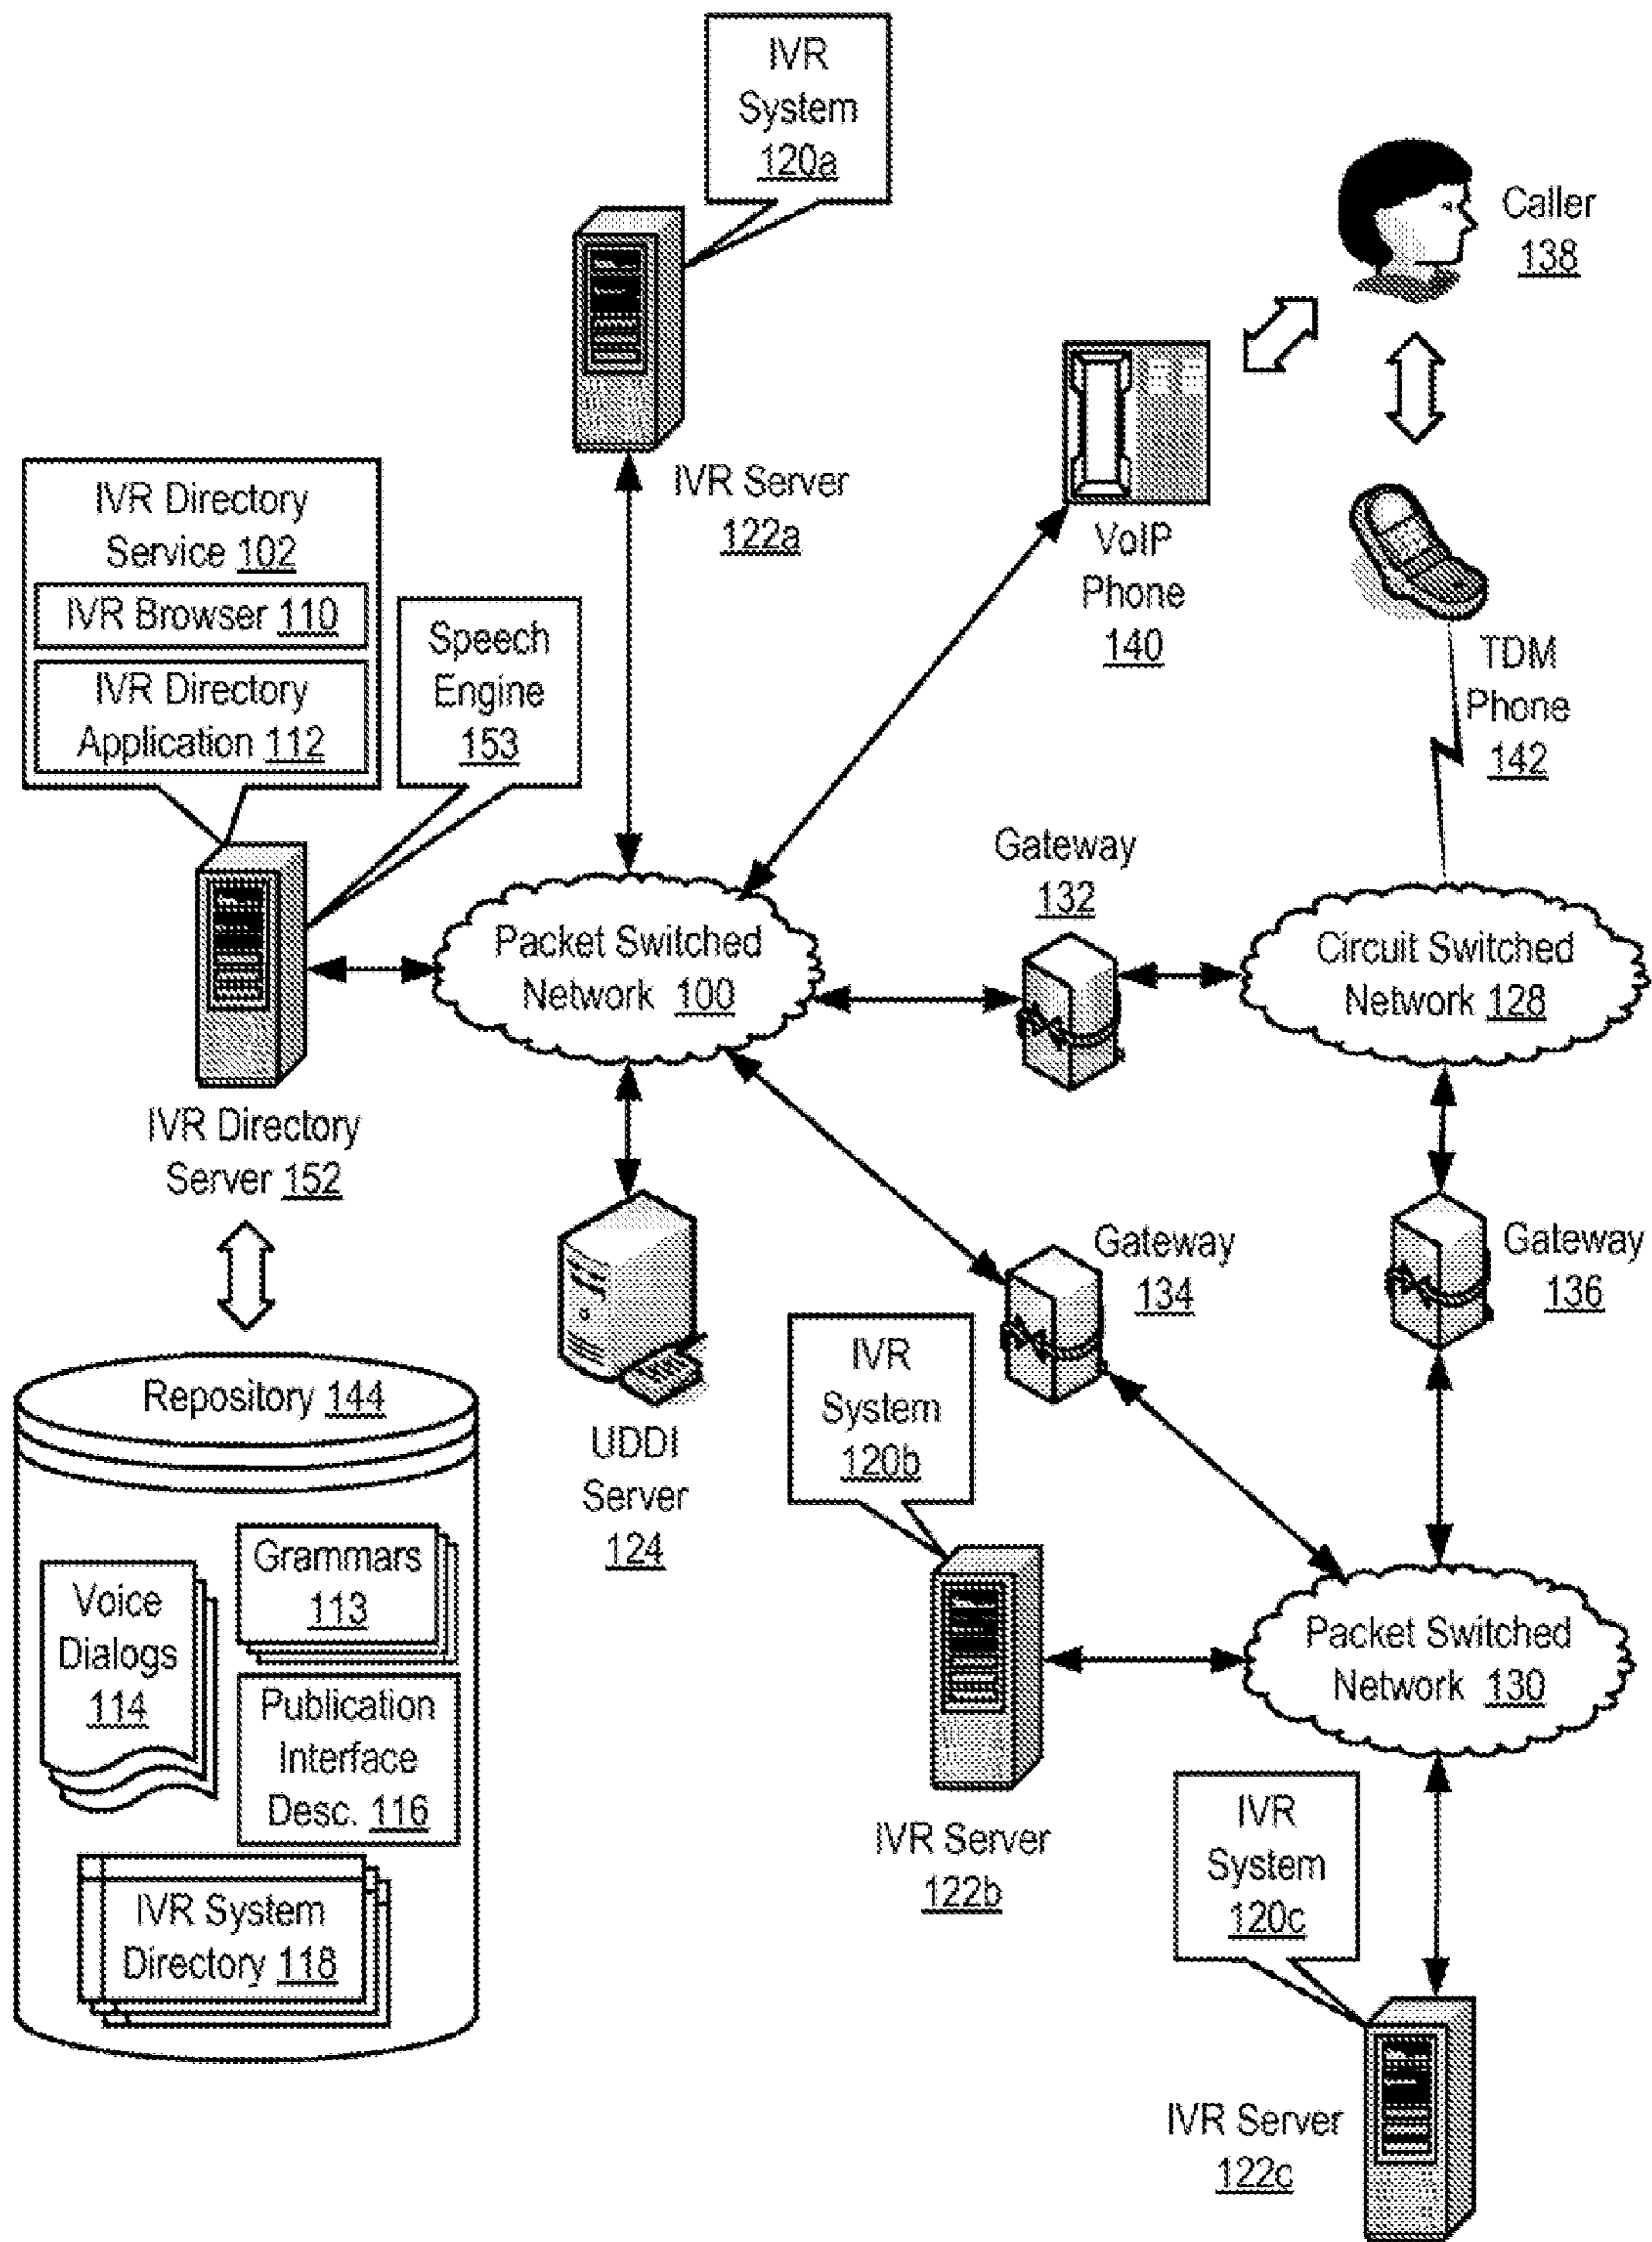 IVR
System
120a
Caller
138
IVR Server
122a
VoIP
Phone
140
TDM
Phone
142
IVR Directory
Service 102
IVR Browser 110
IVR Directory
Application 112
Speech
Engine
153
Gateway
132
Packet Switched
Network 100
Circuit Switched
Network 128
IVR Directory
Server 152
Gateway
134
Gateway
136
UDDI
Server
124
IVR
System
120b
Repository 144
Grammars
113
Voice
Dialogs
114
Publication
Interface
Desc. 116
IVR System
Directory 118
Packet Switched
Network 130
IVR Server
122b
IVR
System
120c
IVR Server
122c